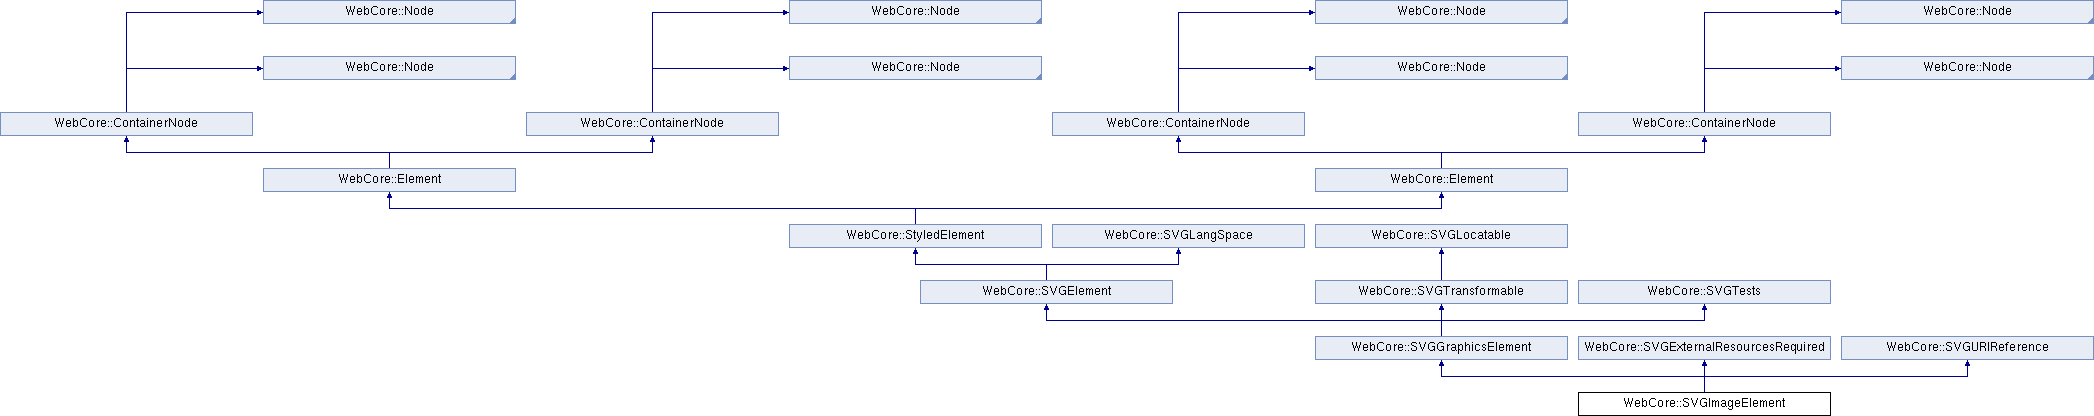 WebCore::Node
WebCore::Node
WebCore::Node
WebCore::Node
WebCore::Node
WebCore::Node
WebCore::Node
WebCore::Node
WebCore::ContainerNode
WebCore::ContainerNode
WebCore::ContainerNode
WebCore::ContainerNode
WebCore::Element
WebCore::Element
WebCore::StyledElement
WebCore::SVGLangSpace
WebCore::SVGLocatable
WebCore::SVGElement
WebCore::SVGTransformable
WebCore::SVGTests
WebCore::SVGGraphicsElement
WebCore::SVGExternalResourcesRequired
WebCore::SVGURIReference
WebCore::SVGImageElement